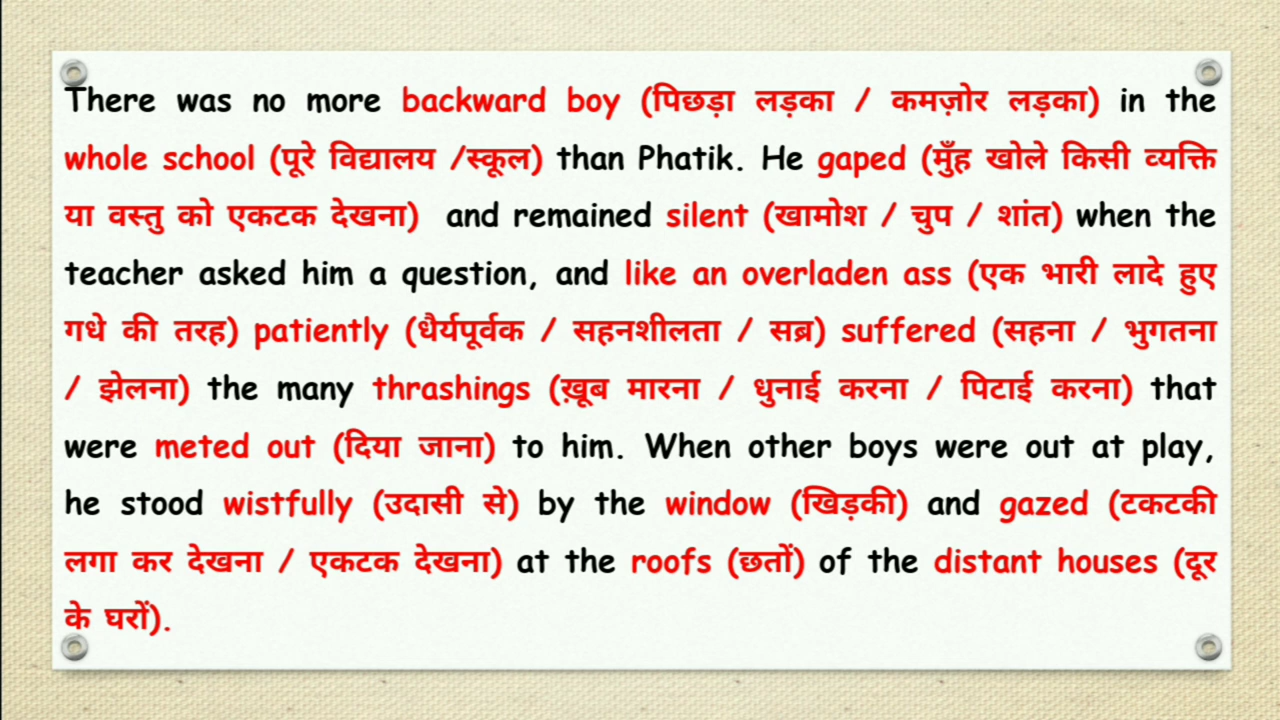 There was no more backward boy (पिछड़ा लड़का / कमज़ोर लड़का) in the
whole school (पूरे विद्यालय /स्कूल) than Phatik. He gaped (मुँह खोले किसी व्यक्ति
या वस्तु को एकटक देखना) and remained silent (खामोश / चुप / शांत) when the
teacher asked him a question, and like an overladen ass (एक भारी लादे हुए
गधे की तरह) patiently (धैर्यपूर्वक / सहनशीलता / सब्र) suffered (सहना / भुगतना
/ झेलना) the many thrashings (ख़ूब मारना / धुनाई करना / पिटाई करना) that
were meted out (दिया जाना) to him. When other boys were out at play,
he stood wistfully (उदासी से) by the window (खिड़की) and gazed (टकटकी
लगा कर देखना / एकटक देखना) at the roofs (छतों) of the distant houses (दूर
के घरों).